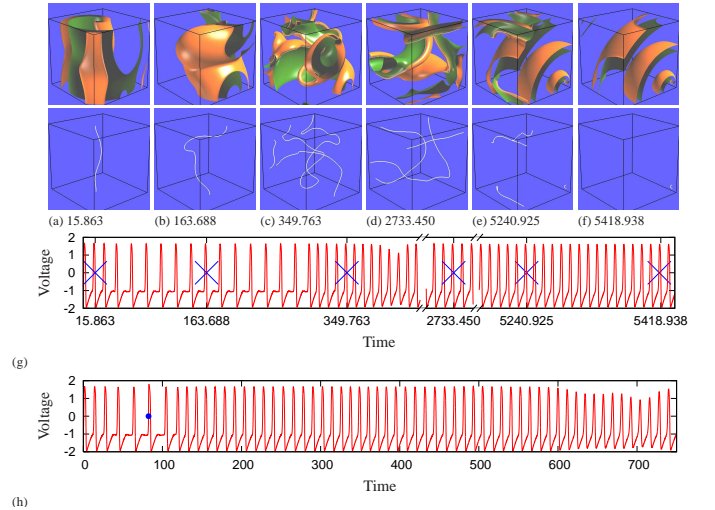 (a) 15.863 (b) 163.688 (c) 349.763 (d) 2733.450 (e) 5240.925 (f) 5418.938
2
1
0
-1
-2
Voltage
15.863 163.688 349.763 2733.450 5240.925 5418.938
Time
(g)
2
1
0
-1
-2
Voltage
0 100 200 300 400 500 600 700
Time
(h)